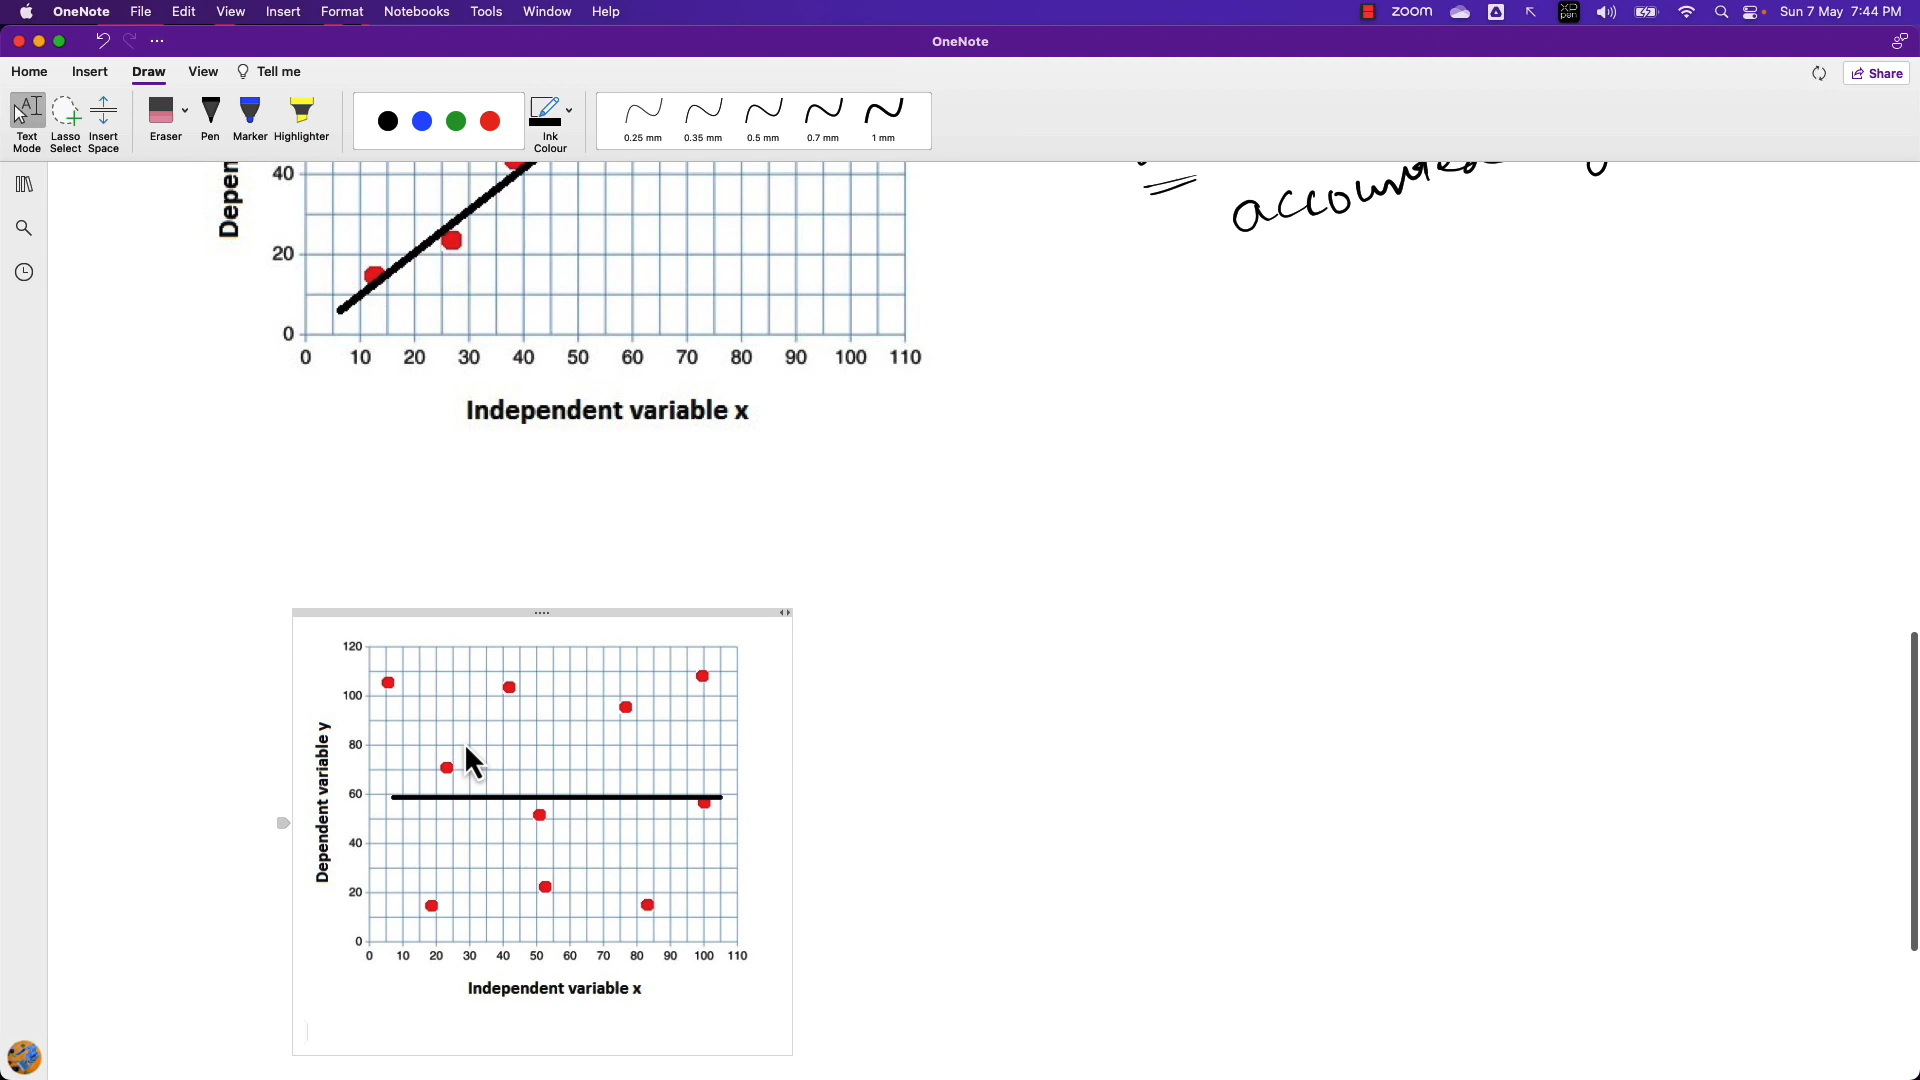 OneNote File Edit View Insert Format Notebooks Tools Window Help zoom XP pen Sun 7 May 7:44 PM
OneNote
Home Insert Draw View Tell me Share
Text Mode Lasso Select Insert Space Eraser Pen Marker Highlighter Ink Colour 0.25 mm 0.35 mm 0.5 mm 0.7 mm 1 mm
Depen
40
20
0
0 10 20 30 40 50 60 70 80 90 100 110
Independent variable x
accounted
120
100
80
60
40
20
0
Dependent variable y
0 10 20 30 40 50 60 70 80 90 100 110
Independent variable x